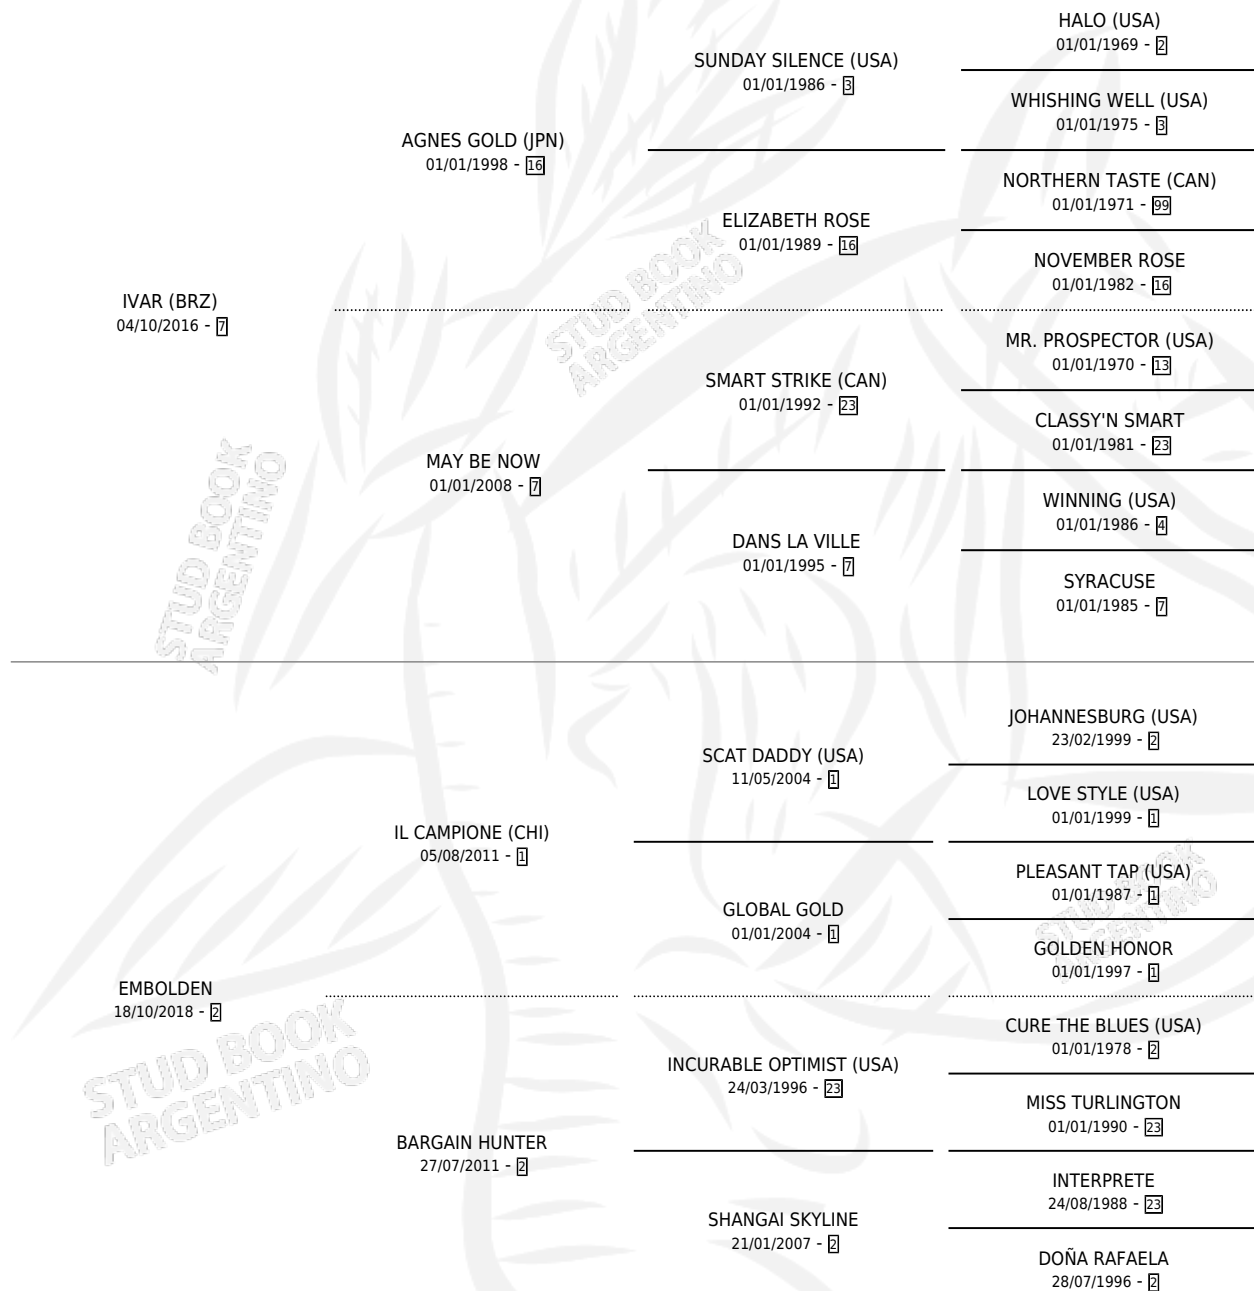 HALO (USA)
01/01/1969 - 2
SUNDAY SILENCE (USA)
01/01/1986 - 3
WHISHING WELL (USA)
01/01/1975 - 3
AGNES GOLD (JPN)
01/01/1998 - 16
NORTHERN TASTE (CAN)
01/01/1971 - 99
ELIZABETH ROSE
01/01/1989 - 16
NOVEMBER ROSE
01/01/1982 - 16
IVAR (BRZ)
04/10/2016 - 7
MR. PROSPECTOR (USA)
01/01/1970 - 13
SMART STRIKE (CAN)
01/01/1992 - 23
CLASSY'N SMART
01/01/1981 - 23
MAY BE NOW
01/01/2008 - 7
WINNING (USA)
01/01/1986 - 4
DANS LA VILLE
01/01/1995 - 7
SYRACUSE
01/01/1985 - 7
STUD BOOK
ARGENTINO
STUD BOOK
ARGENTINO
JOHANNESBURG (USA)
23/02/1999 - 2
SCAT DADDY (USA)
11/05/2004 - 1
LOVE STYLE (USA)
01/01/1999 - 1
IL CAMPIONE (CHI)
05/08/2011 - 1
PLEASANT TAP (USA)
01/01/1987 - 1
GLOBAL GOLD
01/01/2004 - 1
GOLDEN HONOR
01/01/1997 - 1
STUD BOOK
ARGENTINO
EMBOLDEN
18/10/2018 - 2
CURE THE BLUES (USA)
01/01/1978 - 2
INCURABLE OPTIMIST (USA)
24/03/1996 - 23
MISS TURLINGTON
01/01/1990 - 23
BARGAIN HUNTER
27/07/2011 - 2
INTERPRETE
24/08/1988 - 23
SHANGAI SKYLINE
21/01/2007 - 2
DOÑA RAFAELA
28/07/1996 - 2
STUD BOOK
ARGENTINO